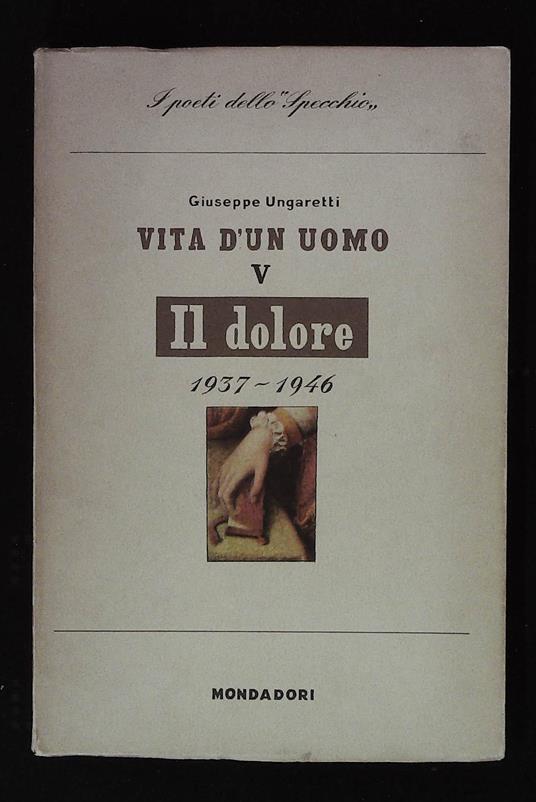 I poeti dello "Specchio„
Giuseppe Ungaretti
VITA D'UN UOMO
V
Il dolore
1937 - 1946
MONDADORI